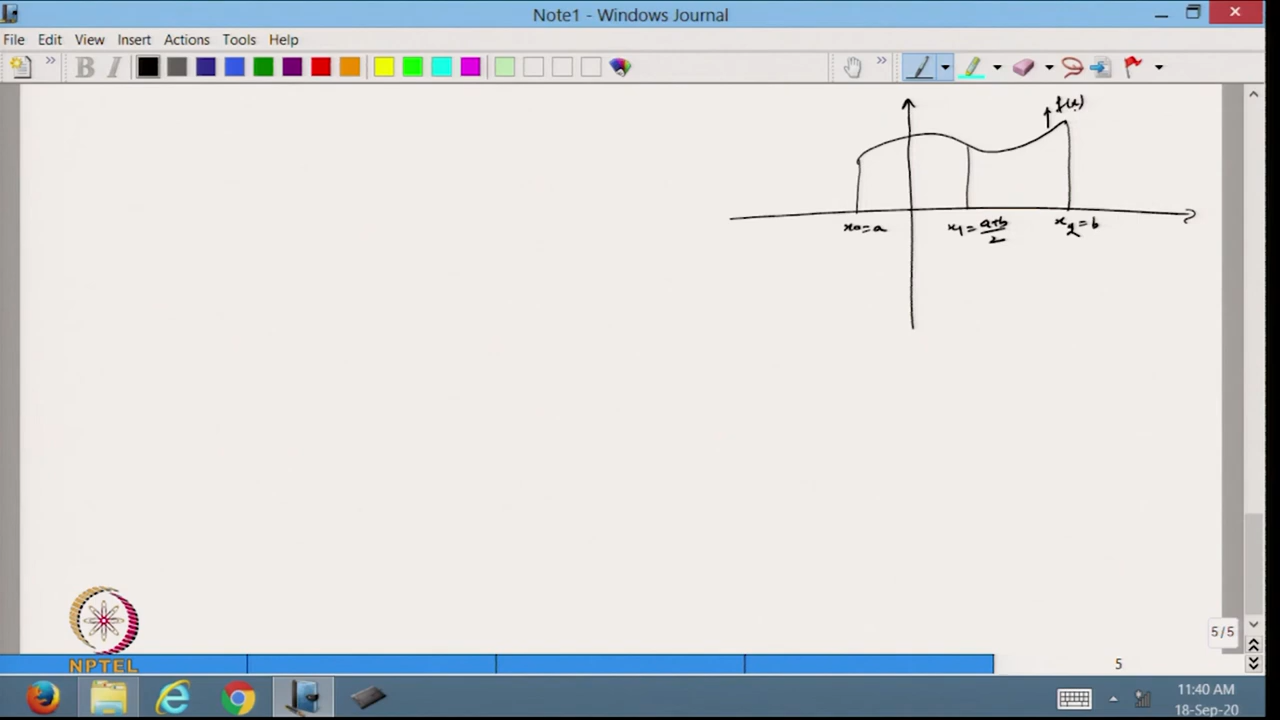 Note1 - Windows Journal
File Edit View Insert Actions Tools Help
B I
f(x)
x0=a
x1=a+b/2
x2=b
5/5
NPTEL
5
11:40 AM
18-Sep-20